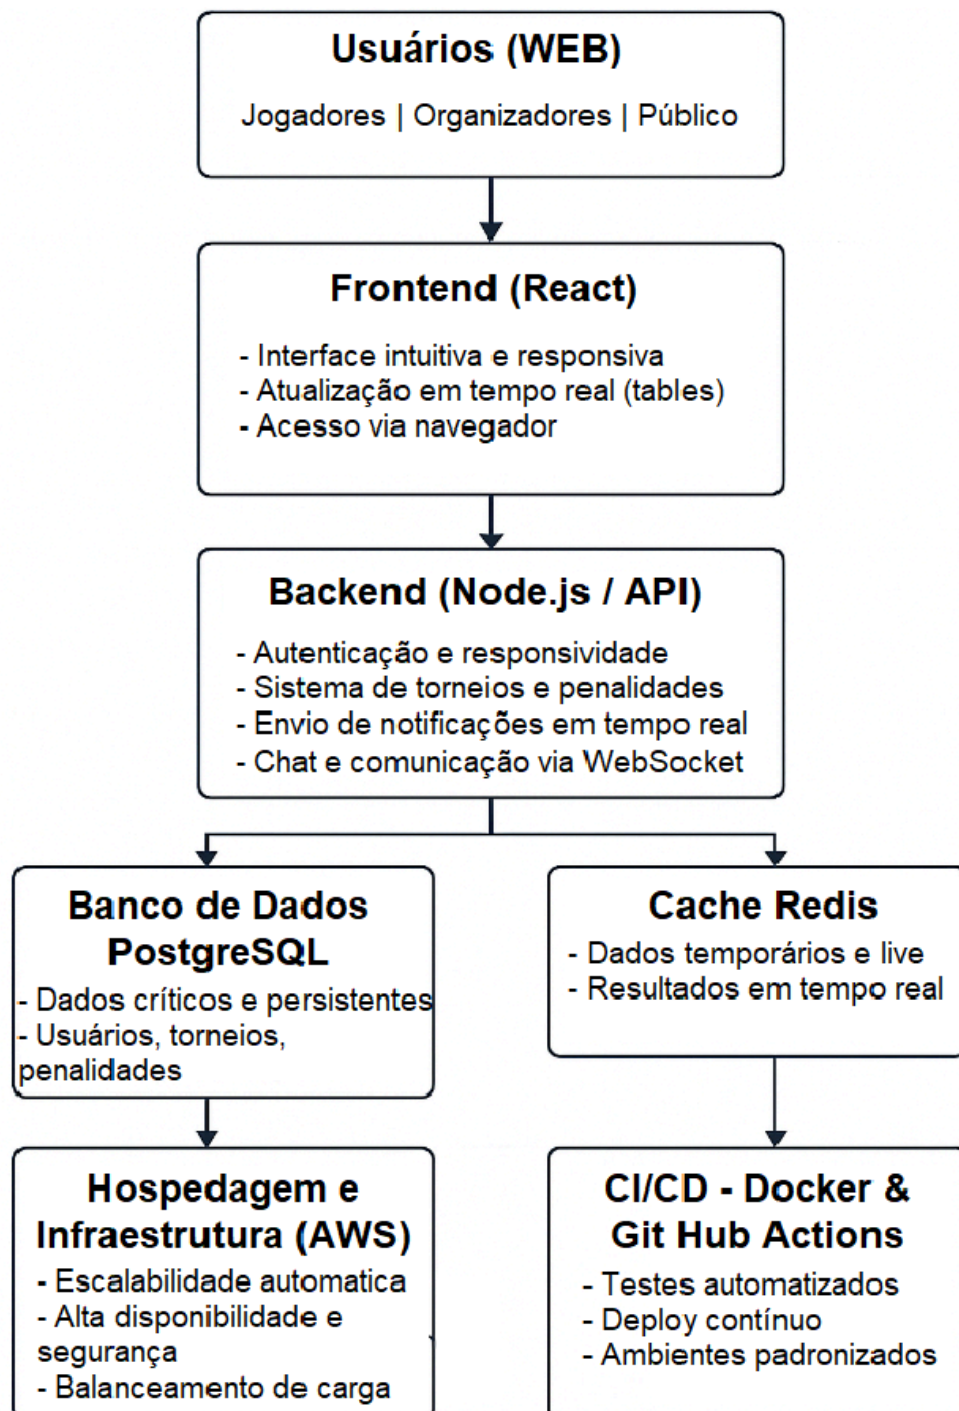 Usuários (WEB)
Jogadores | Organizadores | Público
Frontend (React)
- Interface intuitiva e responsiva
- Atualização em tempo real (tables)
- Acesso via navegador
Backend (Node.js / API)
- Autenticação e responsividade
- Sistema de torneios e penalidades
- Envio de notificações em tempo real
- Chat e comunicação via WebSocket
Banco de Dados
PostgreSQL
- Dados críticos e persistentes
- Usuários, torneios,
penalidades
Cache Redis
- Dados temporários e live
- Resultados em tempo real
Hospedagem e
Infraestrutura (AWS)
- Escalabilidade automatica
- Alta disponibilidade e
segurança
- Balanceamento de carga
CI/CD - Docker &
Git Hub Actions
- Testes automatizados
- Deploy contínuo
- Ambientes padronizados